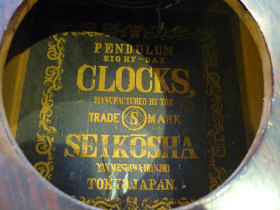 PENDULUM
EIGHT-DAY
CLOCKS,
MANUFACTURED BY THE
TRADE S MARK
SEIKOSHA
TOKYO, JAPAN.